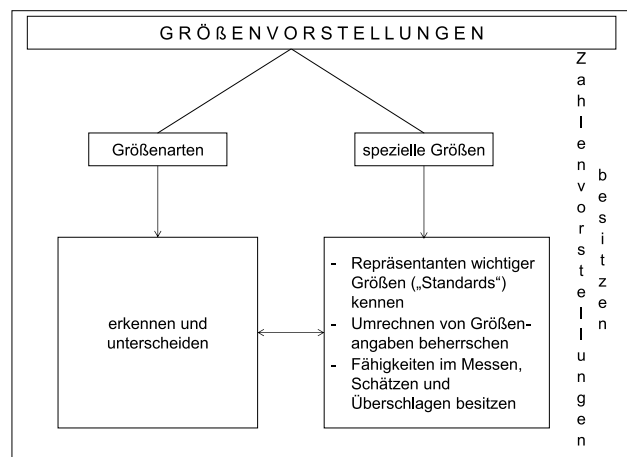 GRÖßENVORSTELLUNGEN
Größenarten
spezielle Größen
erkennen und
unterscheiden
- Repräsentanten wichtiger
Größen („Standards“)
kennen
- Umrechnen von Größen-
angaben beherrschen
- Fähigkeiten im Messen,
Schätzen und
Überschlagen besitzen
Zahlenvorstellungen
besitzen